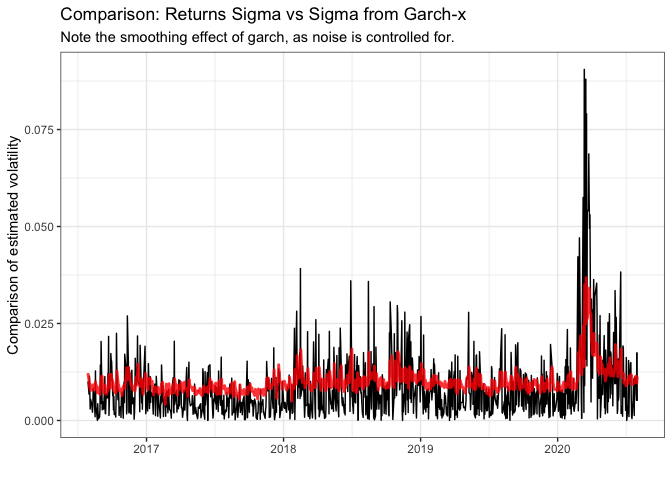 Comparison: Returns Sigma vs Sigma from Garch-x
Note the smoothing effect of garch, as noise is controlled for.
Comparison of estimated volatility
0.075
0.050
0.025
0.000
2017 2018 2019 2020